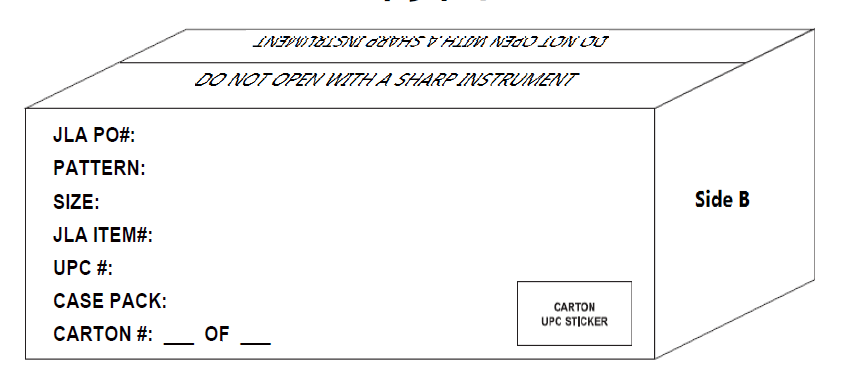 DO NOT OPEN WITH A SHARP INSTRUMENT
DO NOT OPEN WITH A SHARP INSTRUMENT
JLA PO#:
PATTERN:
SIZE:
JLA ITEM#:
UPC #:
CASE PACK:
CARTON #: ___ OF ___
Side B
CARTON
UPC STICKER